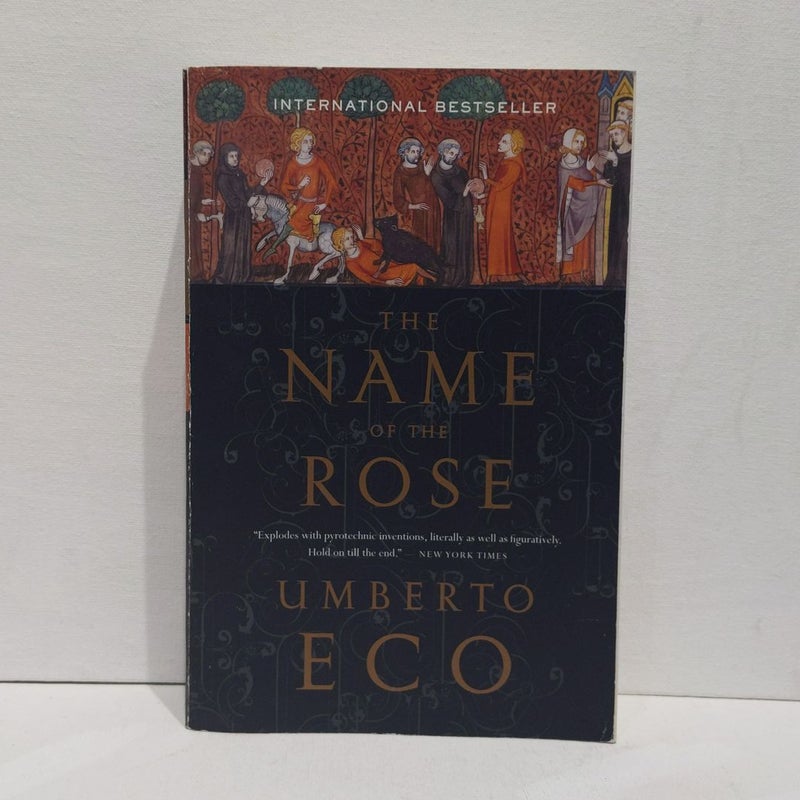 INTERNATIONAL BESTSELLER
THE
NAME
OF THE
ROSE
“Explodes with pyrotechnic inventions, literally as well as figuratively.
Hold on till the end.” — NEW YORK TIMES
UMBERTO
ECO